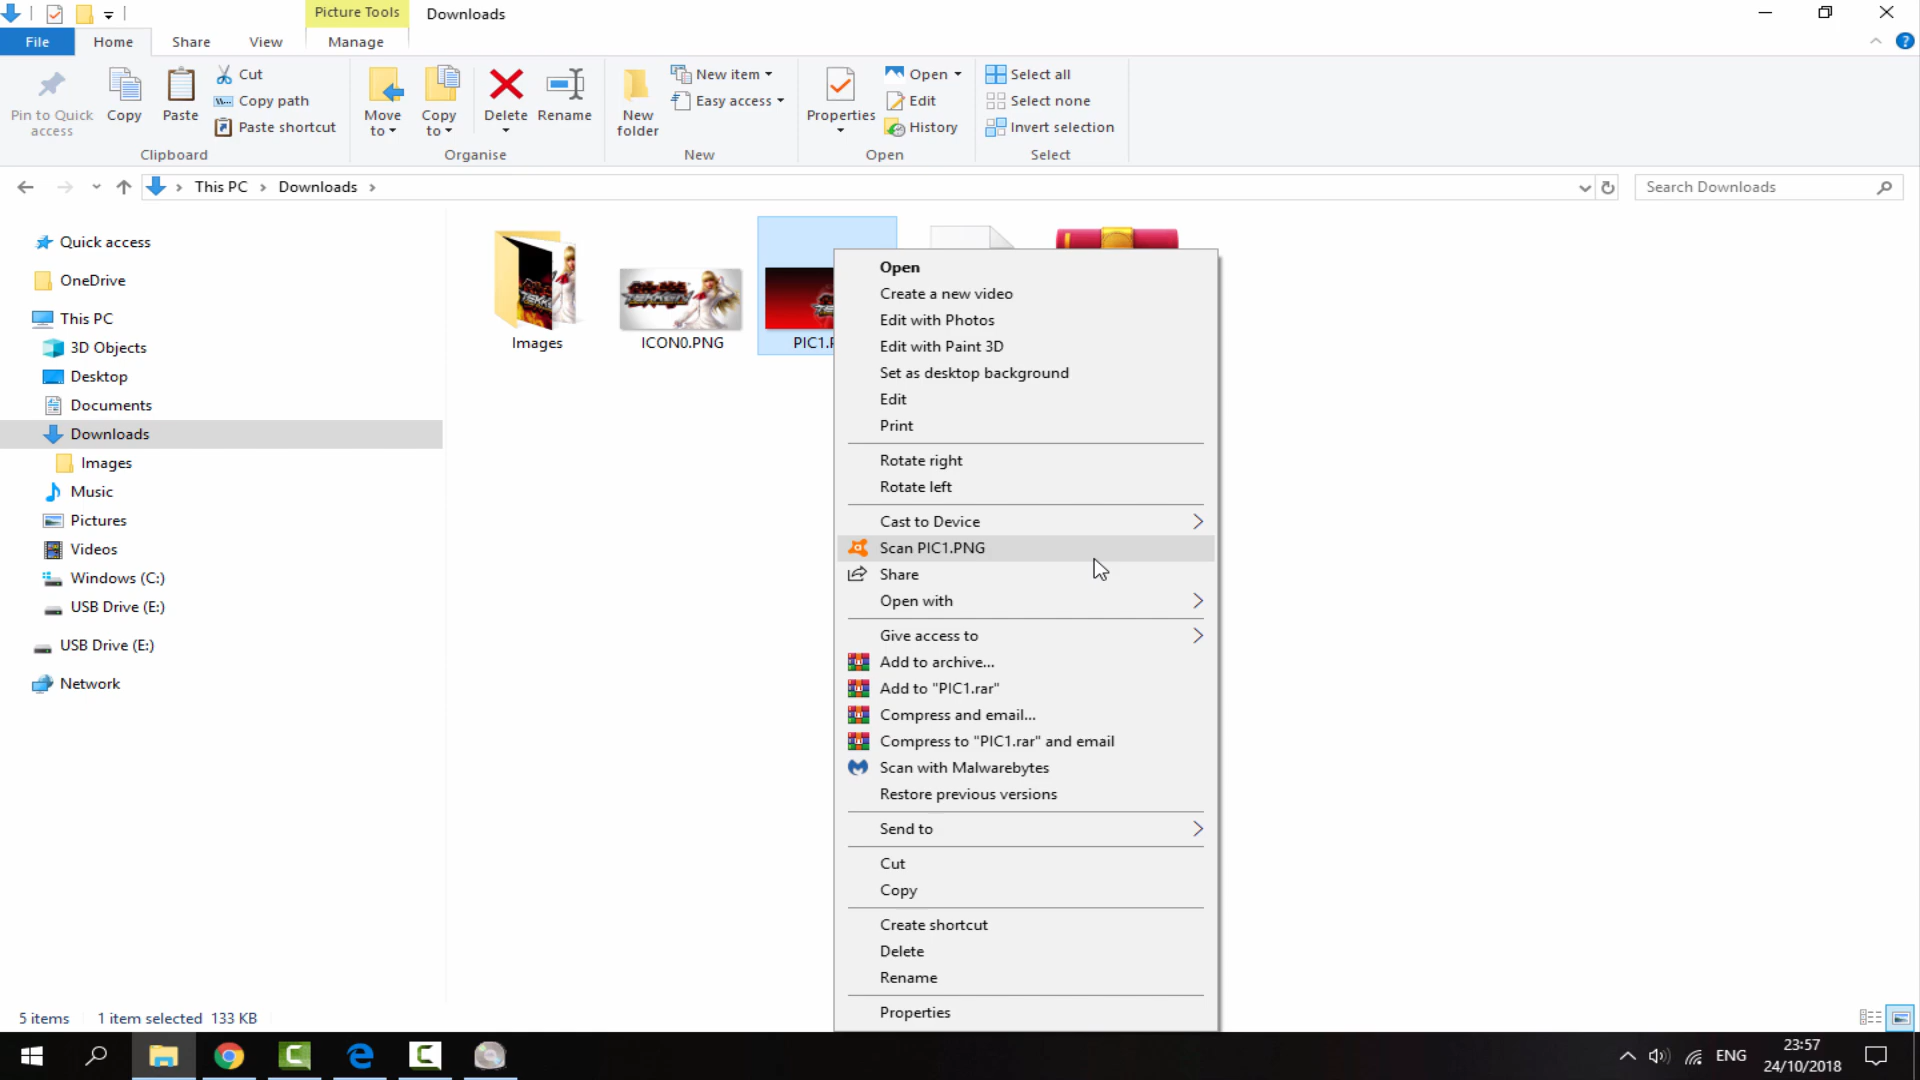 Picture Tools
Downloads
File
Home
Share
View
Manage
Pin to Quick
access
Copy
Paste
Cut
Copy path
Paste shortcut
Clipboard
Move
to
Copy
to
Delete
Rename
Organise
New
folder
New item
Easy access
New
Properties
Open
Edit
History
Open
Select all
Select none
Invert selection
Select
This PC
Downloads
Search Downloads
Quick access
OneDrive
This PC
3D Objects
Desktop
Documents
Downloads
Images
Music
Pictures
Videos
Windows (C:)
USB Drive (E:)
USB Drive (E:)
Network
TEKKEN
Images
ICON0.PNG
PIC1.
Open
Create a new video
Edit with Photos
Edit with Paint 3D
Set as desktop background
Edit
Print
Rotate right
Rotate left
Cast to Device
Scan PIC1.PNG
Share
Open with
Give access to
Add to archive...
Add to "PIC1.rar"
Compress and email...
Compress to "PIC1.rar" and email
Scan with Malwarebytes
Restore previous versions
Send to
Cut
Copy
Create shortcut
Delete
Rename
Properties
5 items
1 item selected 133 KB
ENG
23:57
24/10/2018